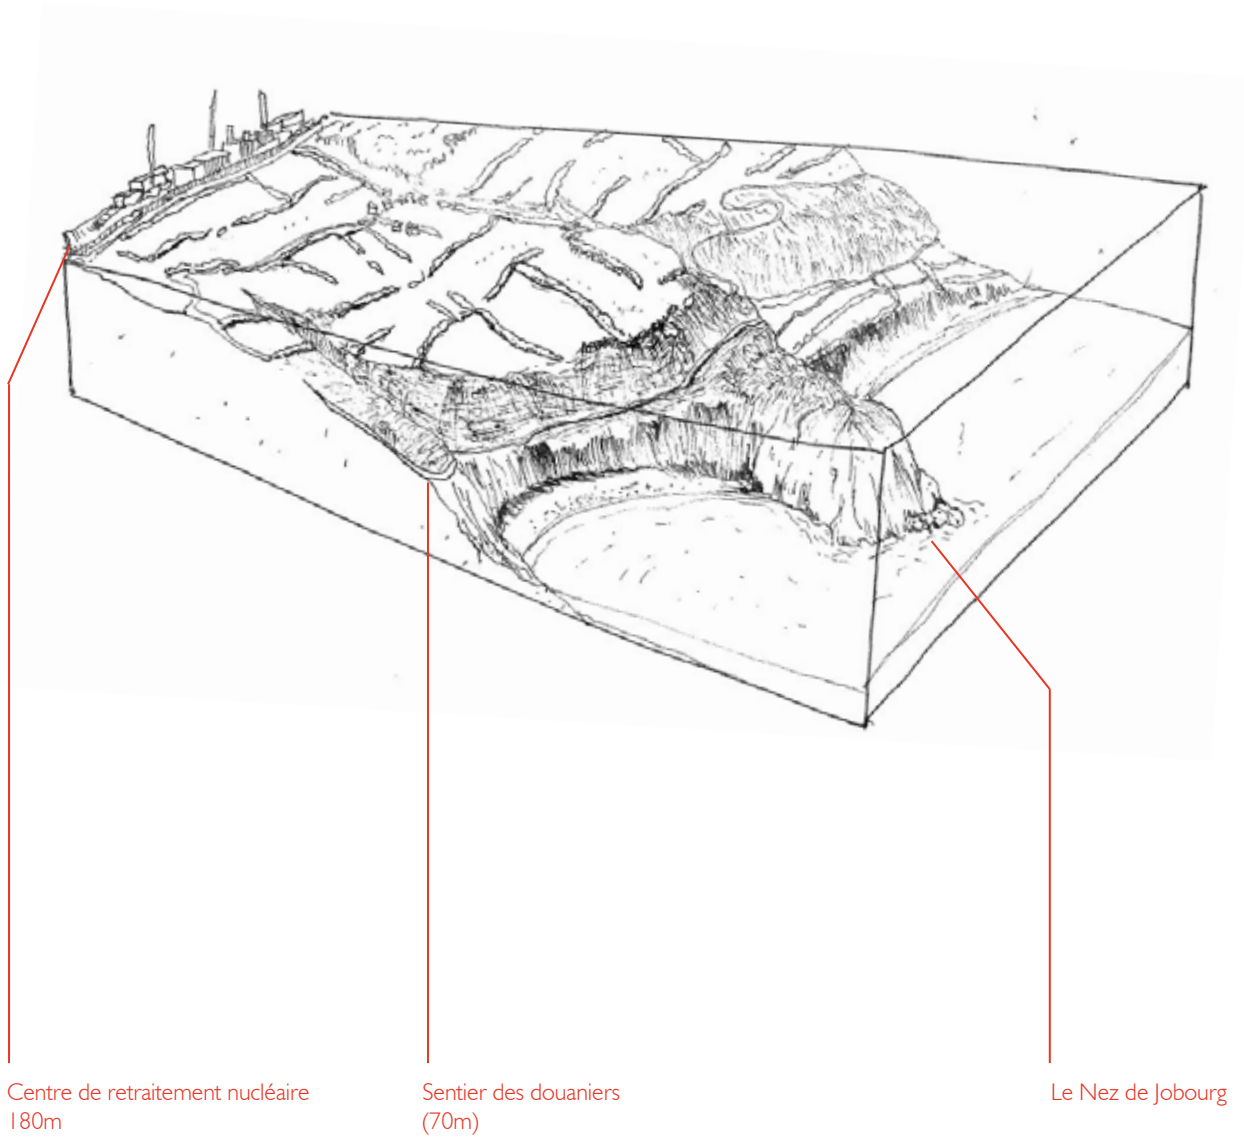 Centre de retraitement nucléaire
180m
Sentier des douaniers
(70m)
Le Nez de Jobourg